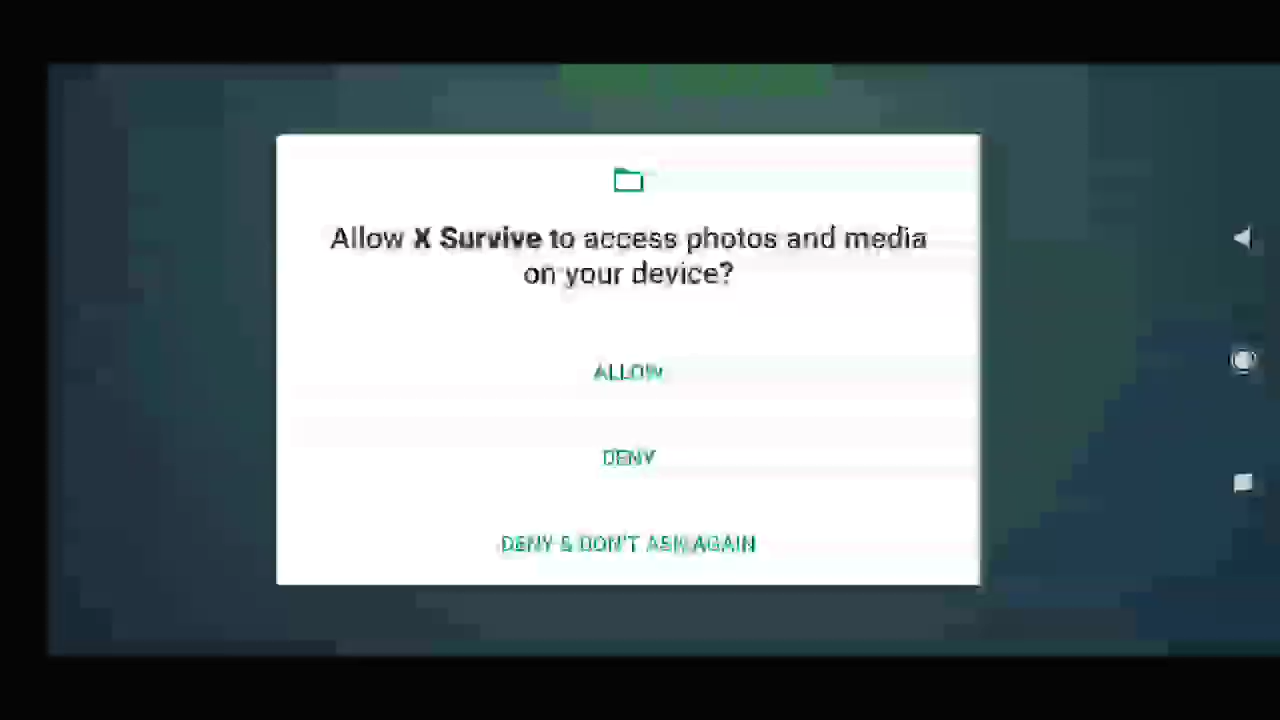 Allow X Survive to access photos and media
on your device?
ALLOW
DENY
DENY & DON'T ASK AGAIN